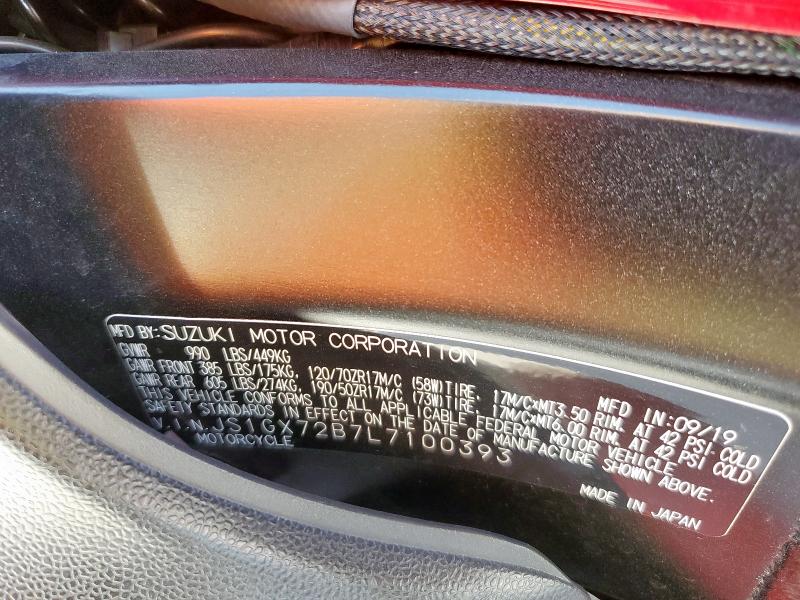 MFD BY: SUZUKI MOTOR CORPORATION
MFD IN: 09/19
GVWR 990 LBS/449KG
GAWR FRONT 385 LBS/175KG, 120/70ZR17M/C (58W)TIRE, 17M/CxMT3.50 RIM. AT 42 PSI-COLD
GAWR REAR 605 LBS/274KG, 190/50ZR17M/C (73W)TIRE, 17M/CxMT6.00 RIM. AT 42 PSI COLD
THIS VEHICLE CONFORMS TO ALL APPLICABLE FEDERAL MOTOR VEHICLE
SAFETY STANDARDS IN EFFECT ON THE DATE OF MANUFACTURE SHOWN ABOVE.
V.I.N. JS1GX72B7L7100393
MOTORCYCLE
MADE IN JAPAN